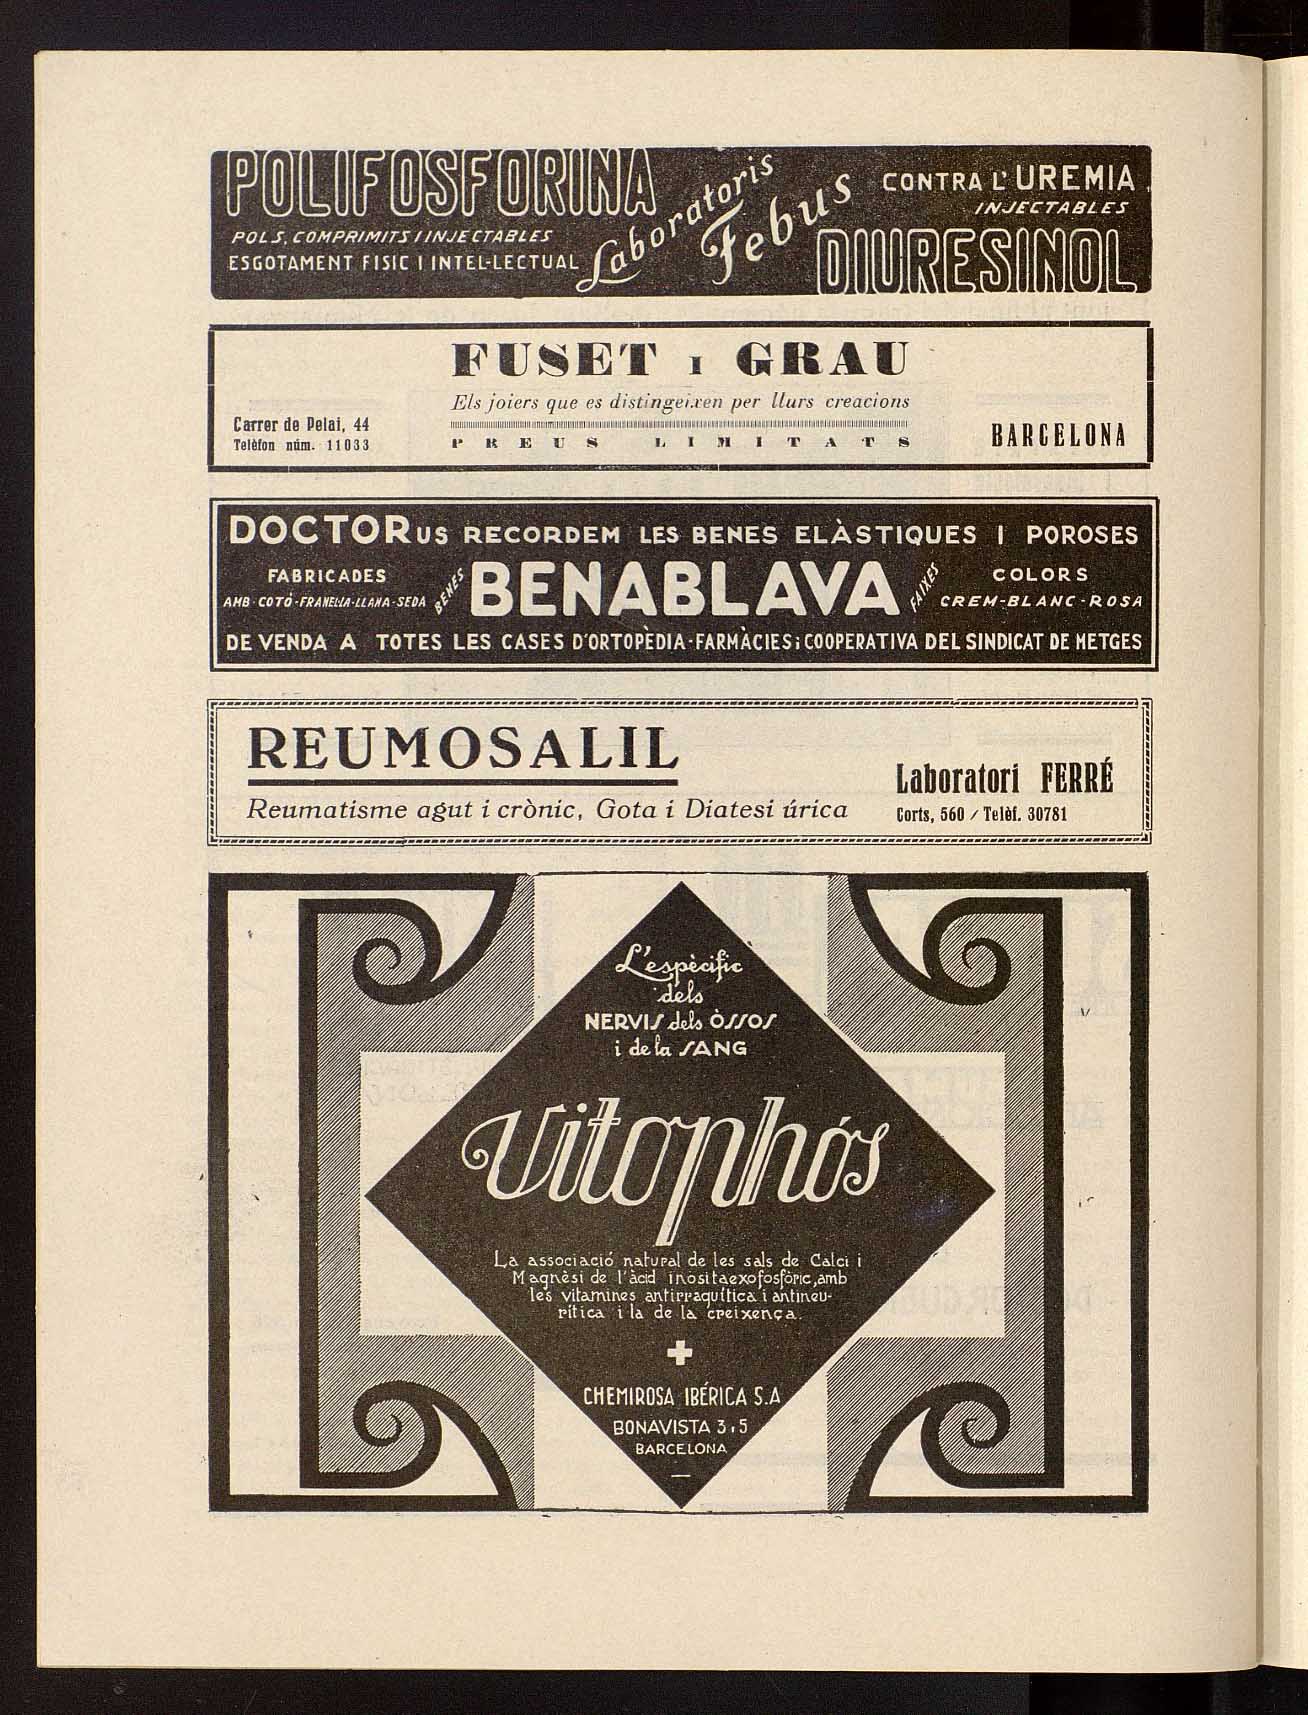 POLIFOSFORINA
POLS, COMPRIMITS I INJECTABLES
ESGOTAMENT FISIC I INTEL-LECTUAL
Laboratoris
Febus
CONTRA L' UREMIA
INJECTABLES
DIURESINOL
FUSET I GRAU
Els joiers que es distingeixen per llurs creacions
Carrer de Pelai, 44
Telèfon núm. 11033
PREUS LIMITATS
BARCELONA
DOCTOR US RECORDEM LES BENES ELÀSTIQUES I POROSES
FABRICADES
AMB COTÓ-FRANEL·LA-LLANA-SEDA
BENES
BENABLAVA
FAIXES
COLORS
CREM-BLANC-ROSA
DE VENDA A TOTES LES CASES D'ORTOPÈDIA-FARMÀCIES i COOPERATIVA DEL SINDICAT DE METGES
REUMOSALIL
Reumatisme agut i crònic, Gota i Diatesi úrica
Laboratori FERRÉ
Corts, 560 / Telèf. 30781
L'espècific
dels
NERVIS dels ÒSSOS
i de la SANG
Vitophós
La associació natural de les sals de Calci i
Magnèsi de l'àcid inositaexofosfòric, amb
les vitamines antirraquítica i antineu-
rítica i la de la creixença.
CHEMIROSA IBÉRICA S.A
BONAVISTA 3 i 5
BARCELONA